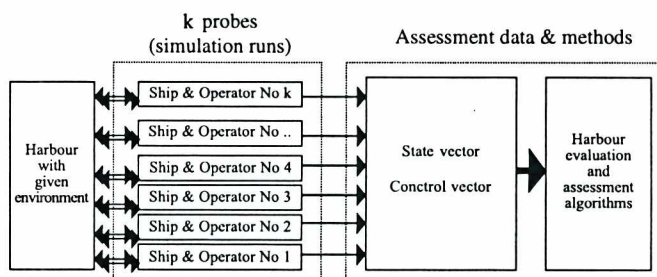 k probes
(simulation runs)
Assessment data & methods
Harbour
with
given
environment
Ship & Operator No k
Ship & Operator No ..
Ship & Operator No 4
Ship & Operator No 3
Ship & Operator No 2
Ship & Operator No 1
State vector
Conctrol vector
Harbour
evaluation
and
assessment
algorithms